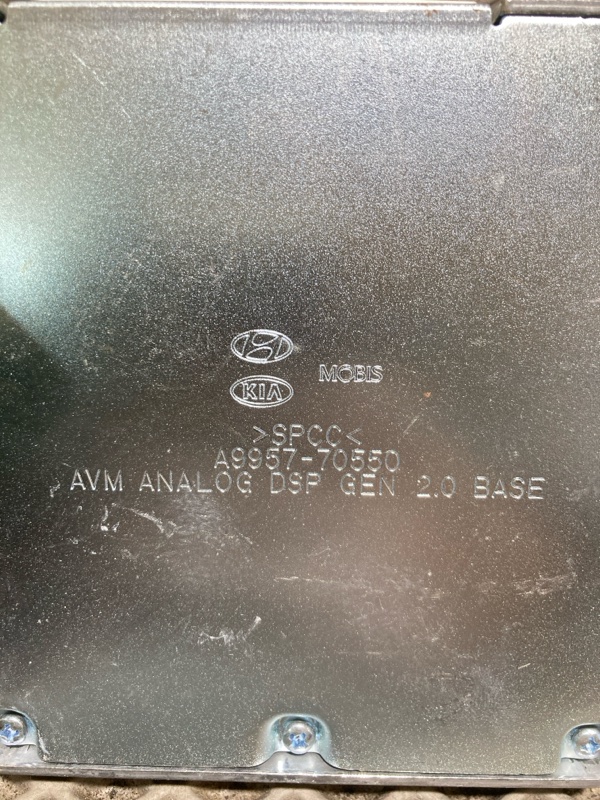 KIA
MOBIS
>SPCC<
A9957-70550
AVM ANALOG DSP GEN 2.0 BASE